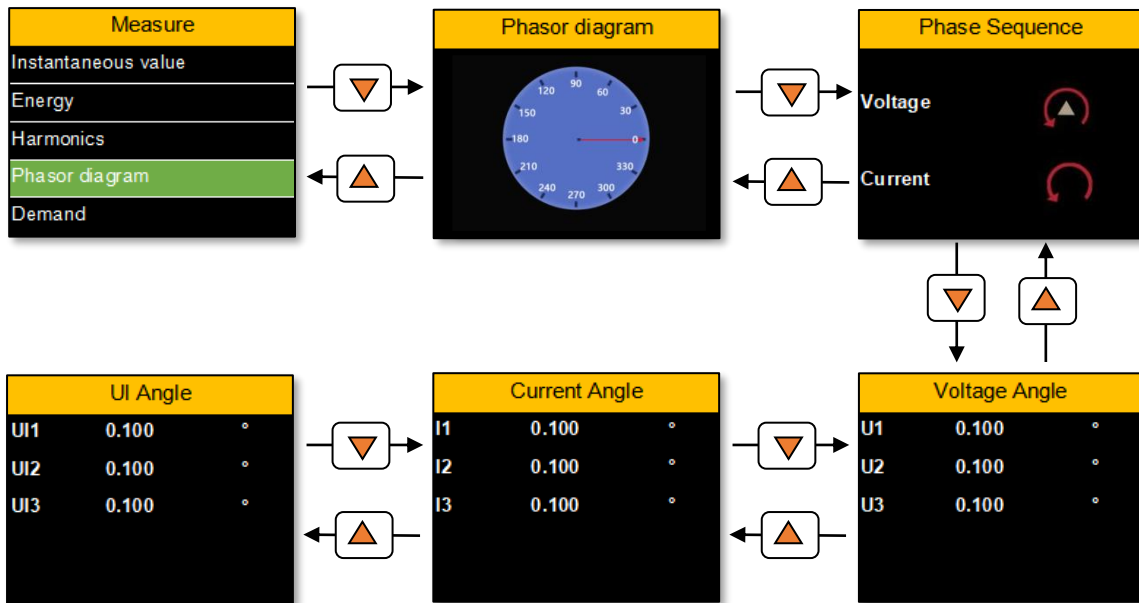 Measure
Instantaneous value
Energy
Harmonics
Phasor diagram
Demand
Phasor diagram
90
120
60
150
30
180
0
210
330
240
300
270
Phase Sequence
Voltage
Current
UI Angle
UI1 0.100 °
UI2 0.100 °
UI3 0.100 °
Current Angle
I1 0.100 °
I2 0.100 °
I3 0.100 °
Voltage Angle
U1 0.100 °
U2 0.100 °
U3 0.100 °